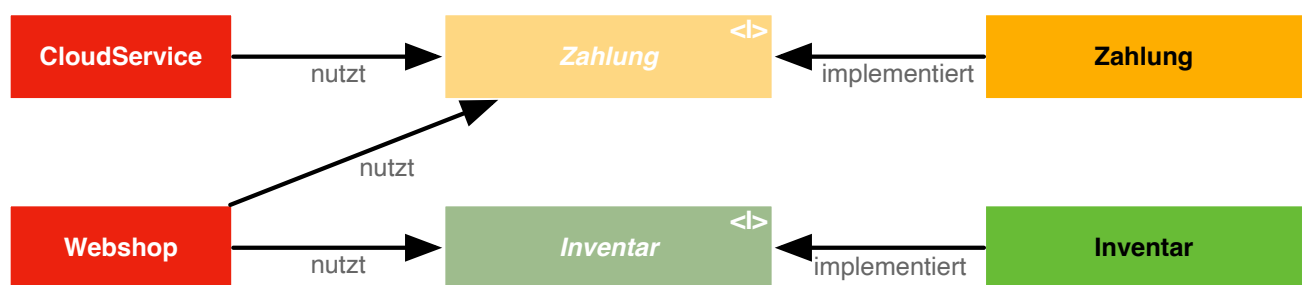 CloudService
nutzt
Zahlung
<I>
implementiert
Zahlung
nutzt
Webshop
nutzt
Inventar
<I>
implementiert
Inventar